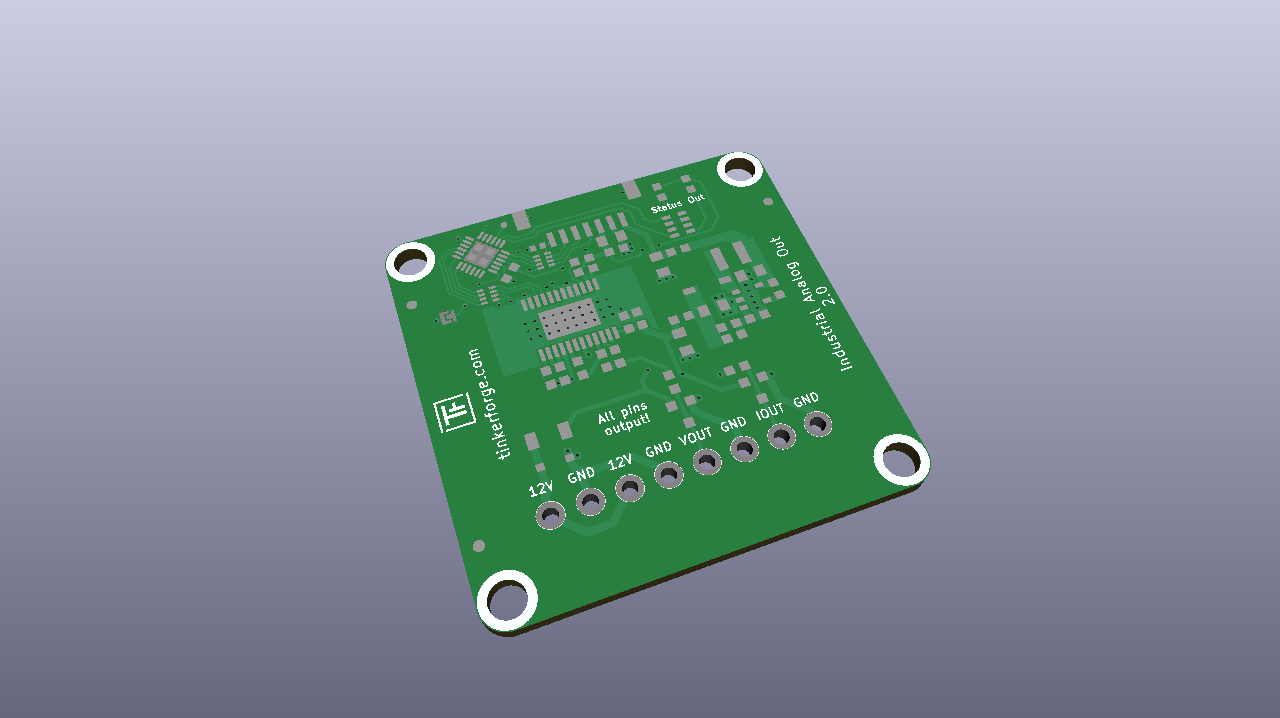 Status Out
Industrial Analog Out
2.0
tinkerforge.com
TF
All pins
output!
12V GND 12V GND VOUT GND IOUT GND